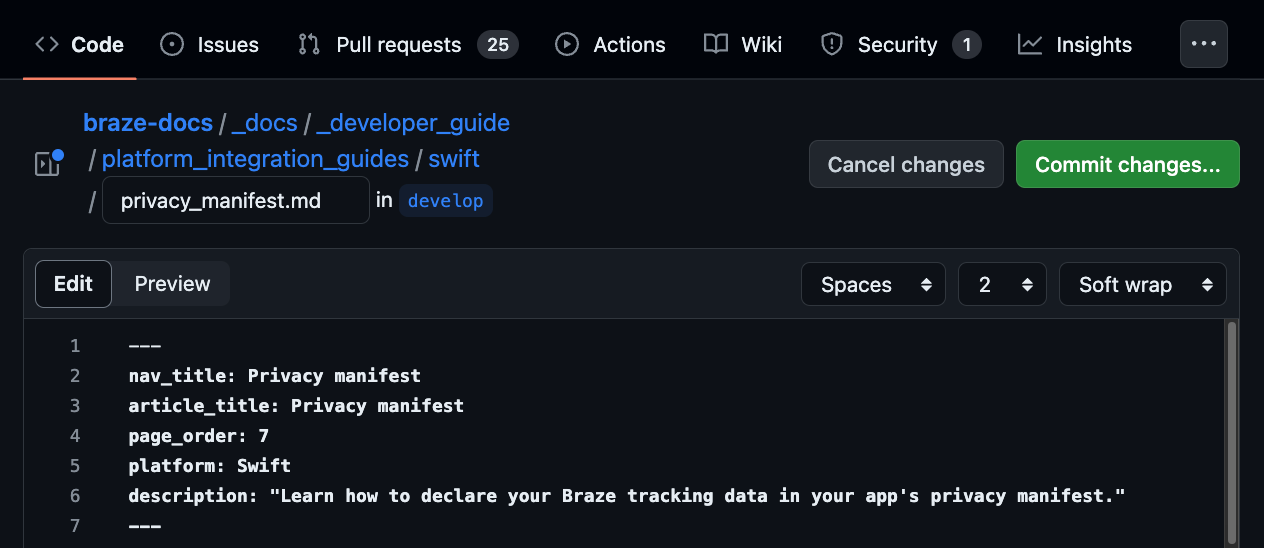 Code Issues Pull requests 25 Actions Wiki Security 1 Insights
braze-docs / _docs / _developer_guide
/ platform_integration_guides / swift
/ privacy_manifest.md in develop
Cancel changes Commit changes...
Edit Preview Spaces 2 Soft wrap
1 ---
2 nav_title: Privacy manifest
3 article_title: Privacy manifest
4 page_order: 7
5 platform: Swift
6 description: "Learn how to declare your Braze tracking data in your app's privacy manifest."
7 ---